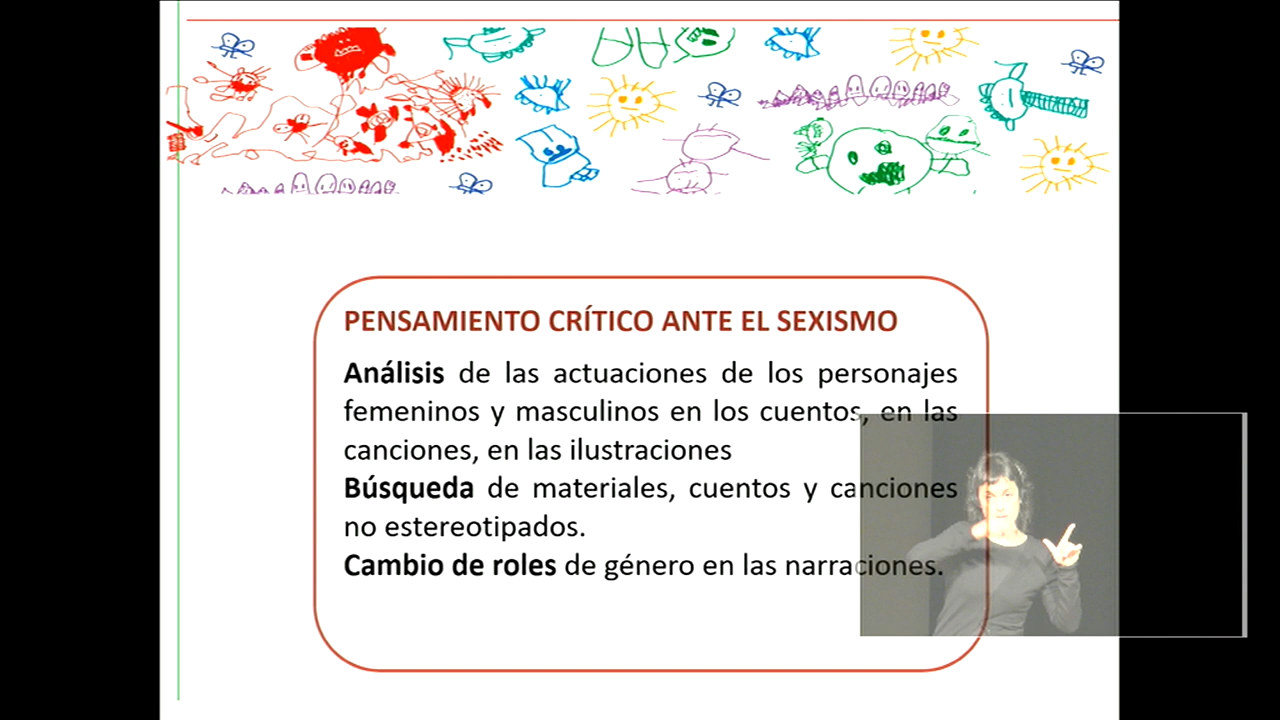 PENSAMIENTO CRÍTICO ANTE EL SEXISMO
Análisis de las actuaciones de los personajes
femeninos y masculinos en los cuentos, en las
canciones, en las ilustraciones
Búsqueda de materiales, cuentos y canciones
no estereotipados.
Cambio de roles de género en las narraciones.